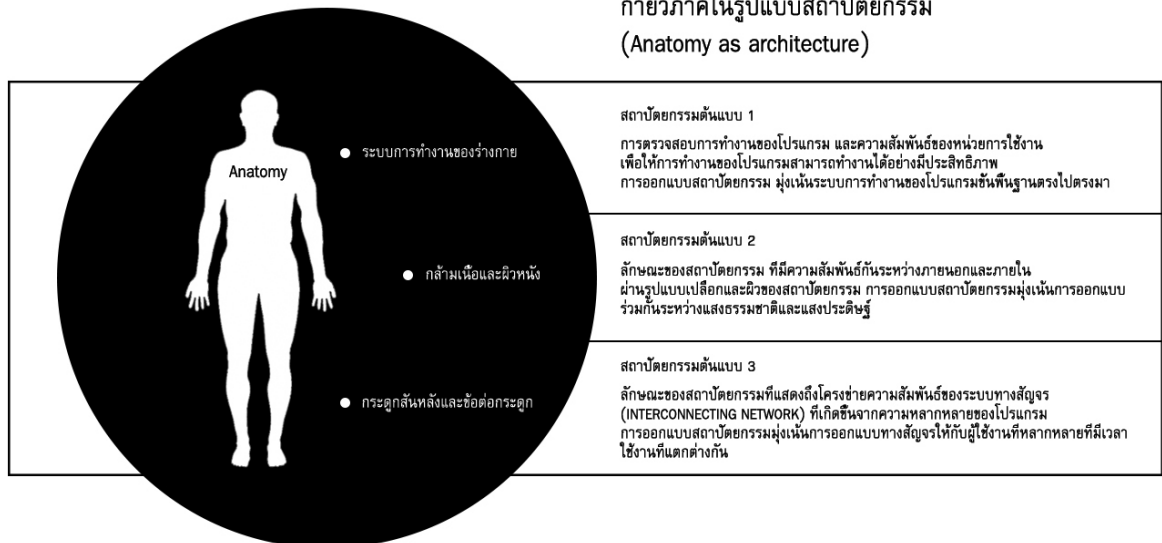 กายวิภาคในรูปแบบสถาปัตยกรรม
(Anatomy as architecture)
Anatomy
ระบบการทำงานของร่างกาย
กล้ามเนื้อและผิวหนัง
กระดูกสันหลังและข้อต่อกระดูก
สถาปัตยกรรมต้นแบบ 1
การตรวจสอบการทำงานของโปรแกรม และความสัมพันธ์ของหน่วยการใช้งาน
เพื่อให้การทำงานของโปรแกรมสามารถทำงานได้อย่างมีประสิทธิภาพ
การออกแบบสถาปัตยกรรม มุ่งเน้นระบบการทำงานของโปรแกรมขั้นพื้นฐานตรงไปตรงมา
สถาปัตยกรรมต้นแบบ 2
ลักษณะของสถาปัตยกรรม ที่มีความสัมพันธ์กันระหว่างภายนอกและภายใน
ผ่านรูปแบบเปลือกและผิวของสถาปัตยกรรม การออกแบบสถาปัตยกรรมมุ่งเน้นการออกแบบ
ร่วมกันระหว่างแสงธรรมชาติและแสงประดิษฐ์
สถาปัตยกรรมต้นแบบ 3
ลักษณะของสถาปัตยกรรมที่แสดงถึงโครงข่ายความสัมพันธ์ของระบบทางสัญจร
(INTERCONNECTING NETWORK) ที่เกิดขึ้นจากความหลากหลายของโปรแกรม
การออกแบบสถาปัตยกรรมมุ่งเน้นการออกแบบทางสัญจรให้กับผู้ใช้งานที่หลากหลายที่มีเวลา
ใช้งานที่แตกต่างกัน